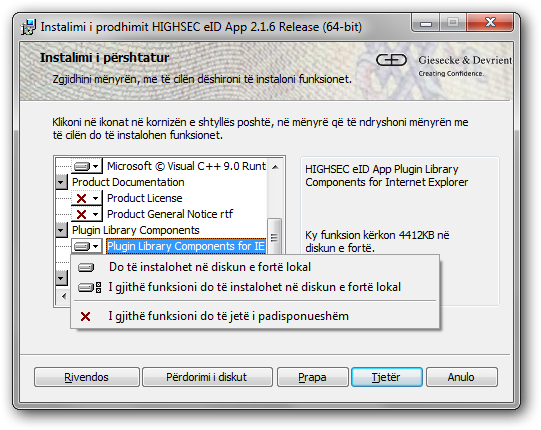 Instalimi i prodhimit HIGHSEC eID App 2.1.6 Release (64-bit)
Instalimi i përshtatur
Zgjidhni mënyrën, me të cilën dëshironi të instaloni funksionet.
Giesecke & Devrient
Creating Confidence.
Klikoni në ikonat në kornizën e shtyllës poshtë, në mënyrë që të ndryshoni mënyrën me
të cilën do të instalohen funksionet.
Microsoft © Visual C++ 9.0 Runt
Product Documentation
Product License
Product General Notice rtf
Plugin Library Components
Plugin Library Components for IE
HIGHSEC eID App Plugin Library
Components for Internet Explorer
Ky funksion kërkon 4412KB në
diskun e fortë.
Do të instalohet në diskun e fortë lokal
I gjithë funksioni do të instalohet në diskun e fortë lokal
I gjithë funksioni do të jetë i padisponueshëm
Rivendos
Përdorimi i diskut
Prapa
Tjetër
Anulo